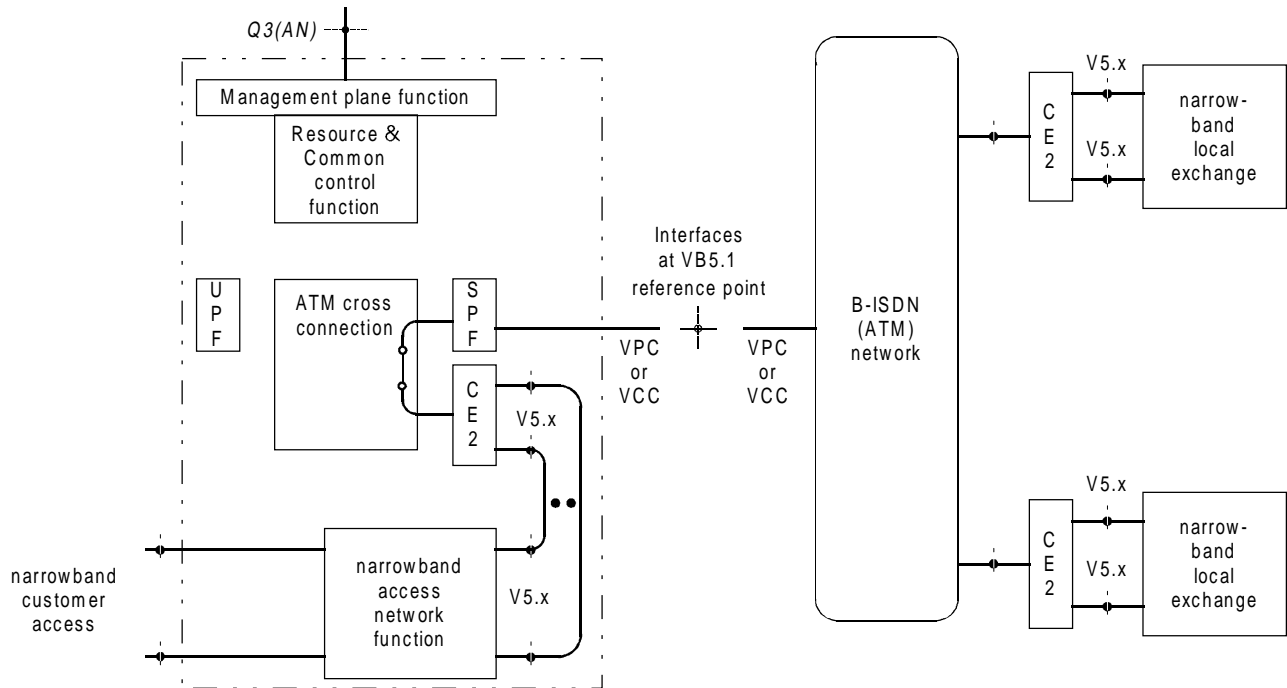 Q3(AN)
Management plane function
Resource &
Common
control
function
U
P
F
ATM cross
connection
S
P
F
C
E
2
V5.x
narrowband
access
network
function
V5.x
narrowband
customer
access
Interfaces
at VB5.1
reference point
VPC
or
VCC
VPC
or
VCC
B-ISDN
(ATM)
network
C
E
2
V5.x
V5.x
narrow-
band
local
exchange
C
E
2
V5.x
V5.x
narrow-
band
local
exchange